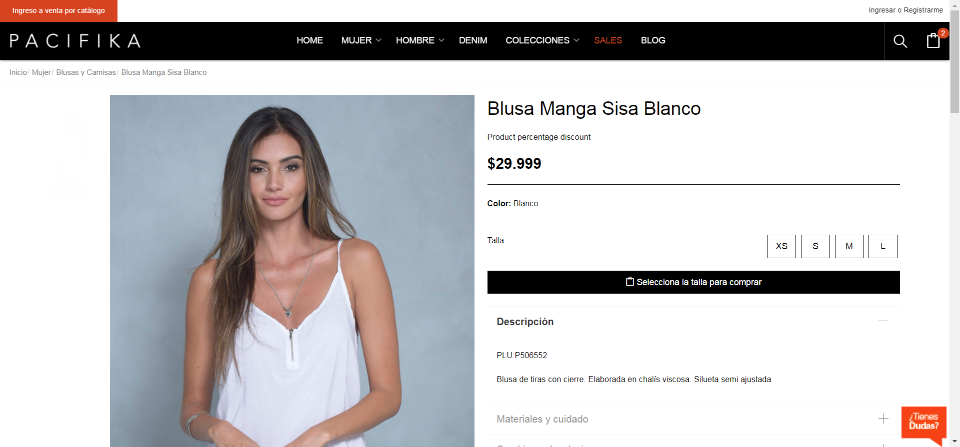 Ingreso a venta por catálogo
Ingresar o Registrarme
PACIFIKA
HOME MUJER HOMBRE DENIM COLECCIONES SALES BLOG
2
Inicio/ Mujer/ Blusas y Camisas/ Blusa Manga Sisa Blanco
Blusa Manga Sisa Blanco
Product percentage discount
$29.999
Color: Blanco
Talla
XS S M L
Selecciona la talla para comprar
Descripción
PLU:P506552
Blusa de tiras con cierre. Elaborada en chalís viscosa. Silueta semi ajustada
Materiales y cuidado
¿Tienes
Dudas?